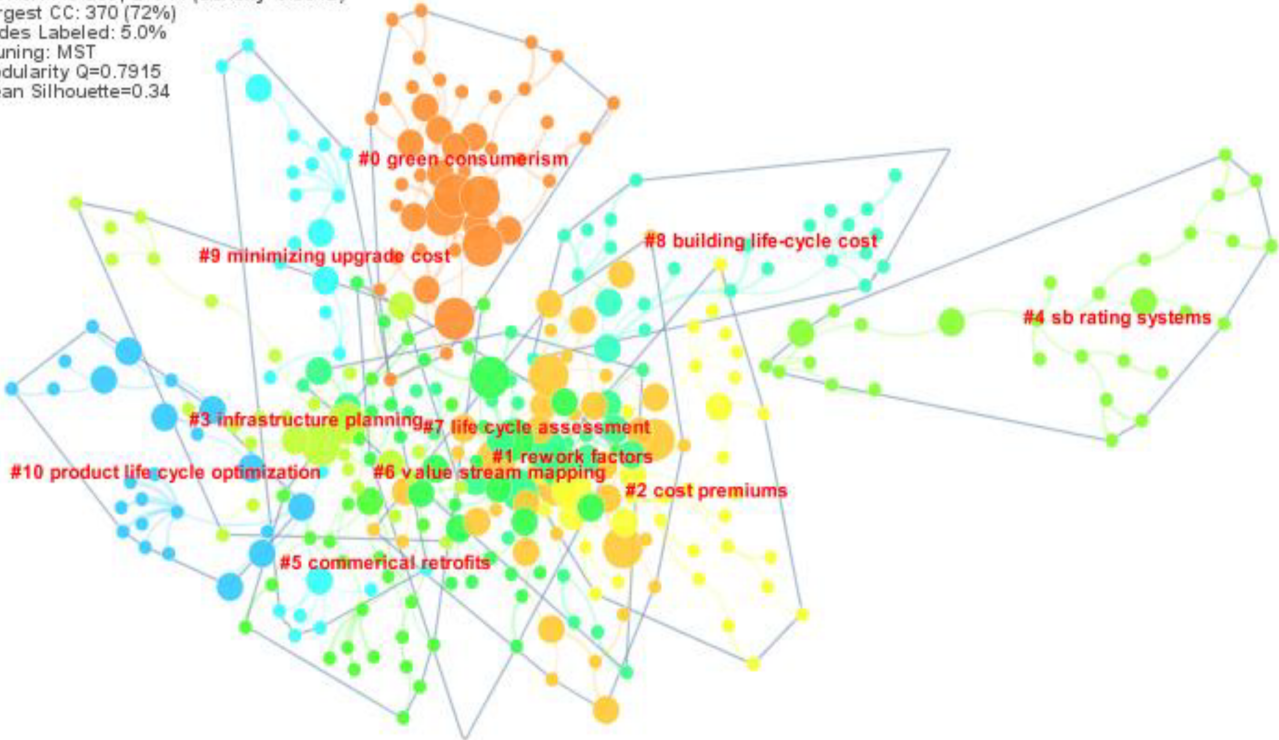 rgest CC: 370 (72%)
des Labeled: 5.0%
uning: MST
dularity Q=0.7915
ean Silhouette=0.34
#0 green consumerism
#8 building life-cycle cost
#9 minimizing upgrade cost
#4 sb rating systems
#3 infrastructure planning
#7 life cycle assessment
#1 rework factors
#10 product life cycle optimization
#6 value stream mapping
#2 cost premiums
#5 commerical retrofits